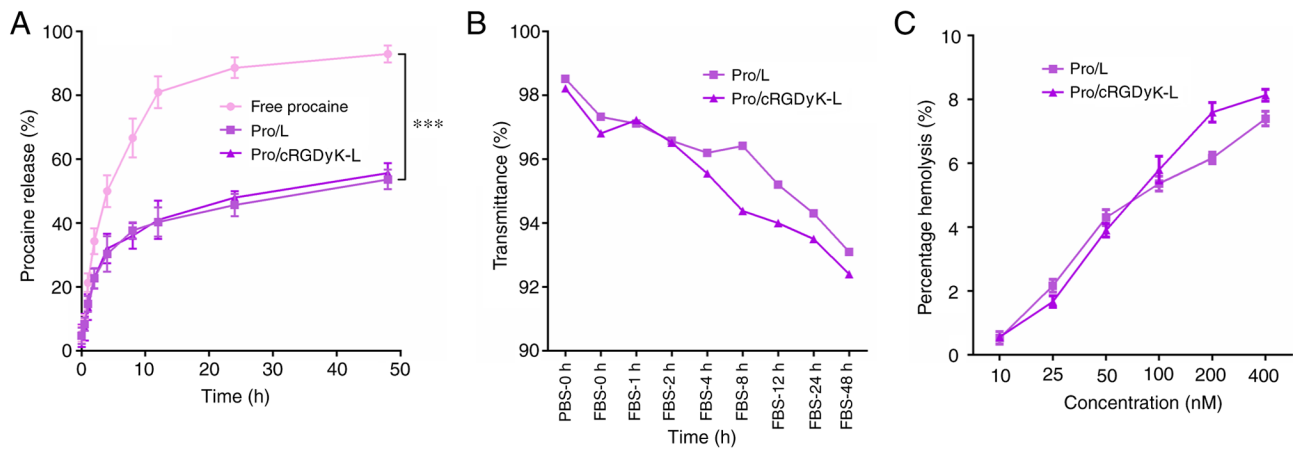 A
100
80
60
40
20
0
Procaine release (%)
Free procaine
Pro/L
Pro/cRGDyK-L
***
0 10 20 30 40 50
Time (h)
B
100
98
96
94
92
90
Transmittance (%)
Pro/L
Pro/cRGDyK-L
PBS-0 h
FBS-0 h
FBS-1 h
FBS-2 h
FBS-4 h
FBS-8 h
FBS-12 h
FBS-24 h
FBS-48 h
Time (h)
C
10
8
6
4
2
0
Percentage hemolysis (%)
Pro/L
Pro/cRGDyK-L
10 25 50 100 200 400
Concentration (nM)